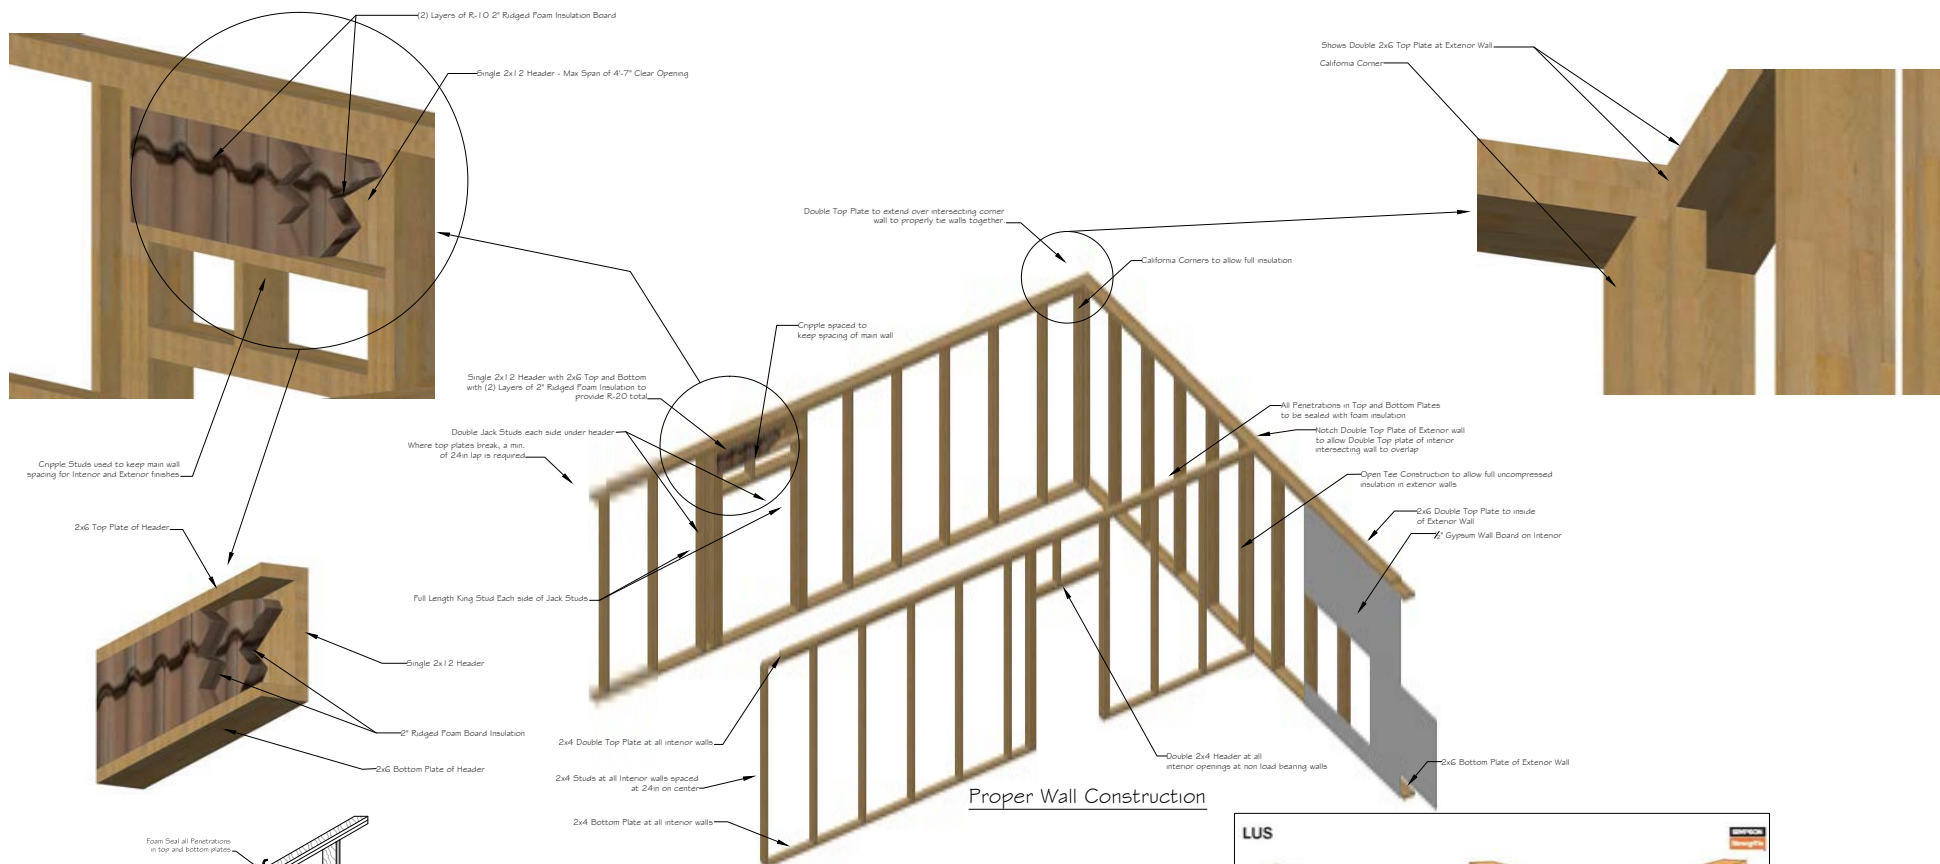 (2) Layers of R-10 2" Ridged Foam Insulation Board
Single 2x12 Header - Max Span of 4'-7" Clear Opening
Shows Double 2x6 Top Plate at Exterior Wall
California Corner
Double Top Plate to extend over intersecting corner
wall to properly tie walls together.
California Corners to allow full insulation
Cripple spaced to
keep spacing of main wall
Single 2x12 Header with 2x6 Top and Bottom
with (2) Layers of 2" Ridged Foam Insulation to
provide R-20 total
Double Jack Studs each side under header
Where top plates break, a min.
of 24in lap is required.
All Penetrations in Top and Bottom Plates
to be sealed with foam insulation
Notch Double Top Plate of Exterior wall
to allow Double Top plate of interior
intersecting wall to overlap
Cripple Studs used to keep main wall
spacing for Interior and Exterior finishes
Open Tee Construction to allow full uncompressed
insulation in exterior walls
2x6 Top Plate of Header
2x6 Double Top Plate to inside
of Exterior Wall
½" Gypsum Wall Board on Interior
Full Length King Stud Each side of Jack Studs
Single 2x12 Header
2" Ridged Foam Board Insulation
2x6 Bottom Plate of Header
2x4 Double Top Plate at all interior walls
Double 2x4 Header at all
interior openings at non load bearing walls
2x6 Bottom Plate of Exterior Wall
2x4 Studs at all Interior walls spaced
at 24in on center
Proper Wall Construction
2x4 Bottom Plate at all interior walls
LUS
SIMPSON
Strong-Tie
Foam Seal all Penetrations
in top and bottom plates